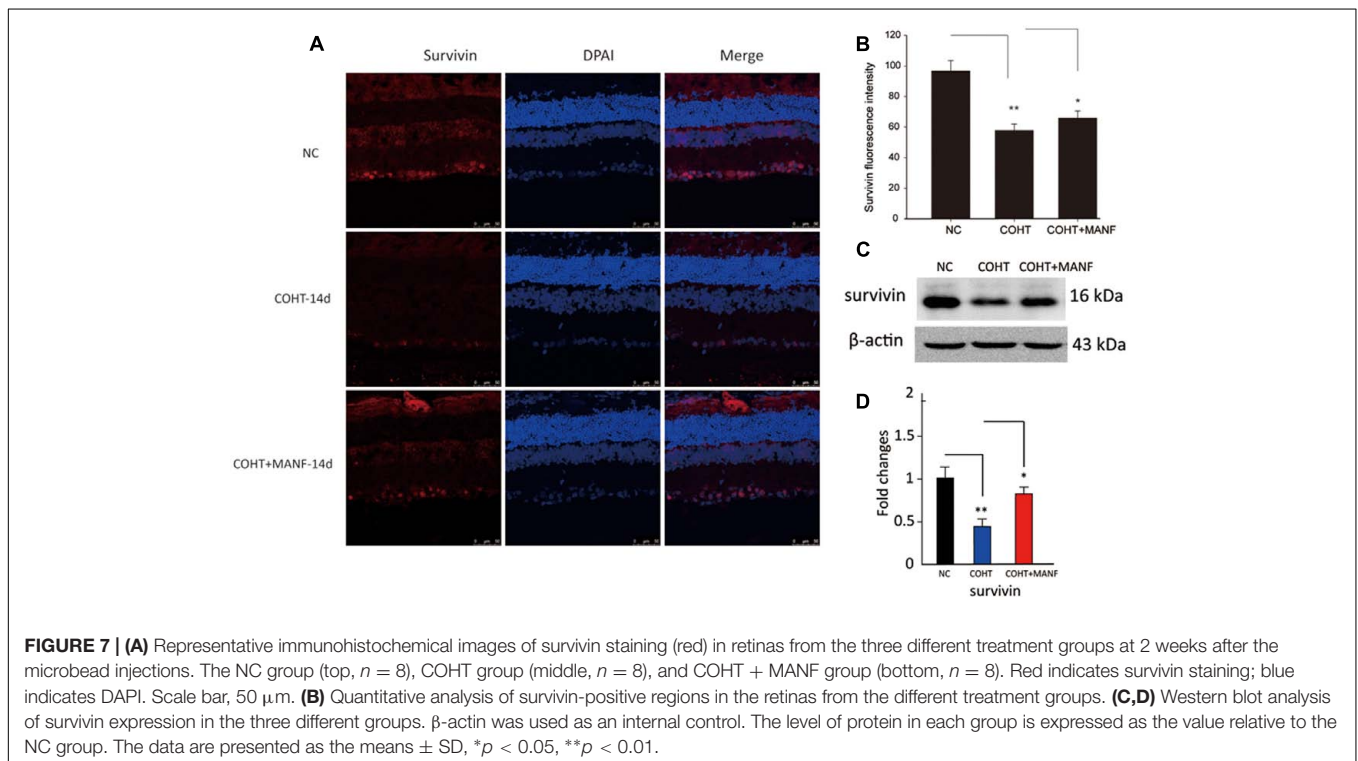 A
Survivin DPAI Merge
NC
COHT-14d
COHT+MANF-14d
B
Survivin fluorescence intensity
120
100
80
60
40
20
0
**
*
NC COHT COHT+MANF
C
NC COHT COHT+MANF
survivin 16 kDa
β-actin 43 kDa
D
Fold changes
2
1.5
1
0.5
0
**
*
NC COHT COHT+MANF
survivin
FIGURE 7 | (A) Representative immunohistochemical images of survivin staining (red) in retinas from the three different treatment groups at 2 weeks after the
microbead injections. The NC group (top, n = 8), COHT group (middle, n = 8), and COHT + MANF group (bottom, n = 8). Red indicates survivin staining; blue
indicates DAPI. Scale bar, 50 μm. (B) Quantitative analysis of survivin-positive regions in the retinas from the different treatment groups. (C,D) Western blot analysis
of survivin expression in the three different groups. β-actin was used as an internal control. The level of protein in each group is expressed as the value relative to the
NC group. The data are presented as the means ± SD, *p < 0.05, **p < 0.01.